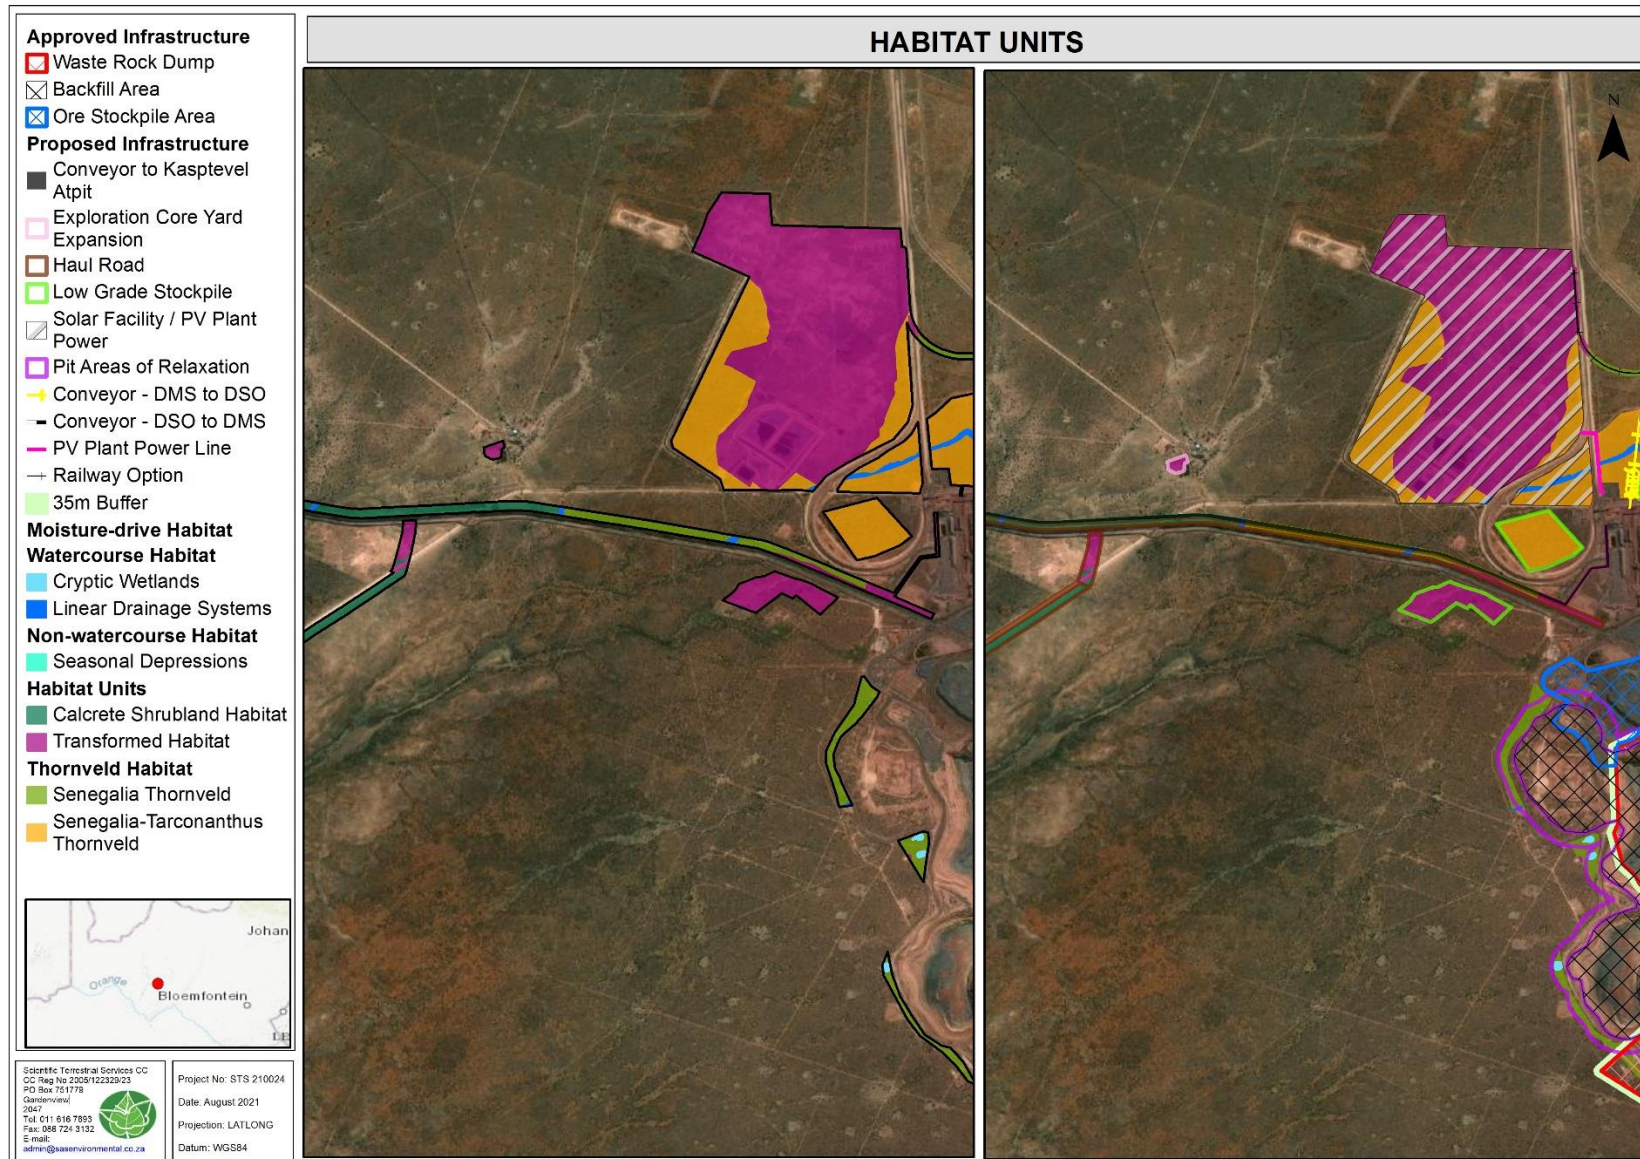 HABITAT UNITS
Approved Infrastructure
Waste Rock Dump
Backfill Area
Ore Stockpile Area
Proposed Infrastructure
Conveyor to Kasptevel
Atpit
Exploration Core Yard
Expansion
Haul Road
Low Grade Stockpile
Solar Facility / PV Plant
Power
Pit Areas of Relaxation
Conveyor - DMS to DSO
Conveyor - DSO to DMS
PV Plant Power Line
Railway Option
35m Buffer
Moisture-drive Habitat
Watercourse Habitat
Cryptic Wetlands
Linear Drainage Systems
Non-watercourse Habitat
Seasonal Depressions
Habitat Units
Calcrete Shrubland Habitat
Transformed Habitat
Thornveld Habitat
Senegalia Thornveld
Senegalia-Tarconanthus
Thornveld
N
Johan
Orange
Bloemfontein
Scientific Terrestrial Services CC
CC Reg No 2005/122329/23
PO Box 751779
Gardenview
2047
Tel: 011 616 7893
Fax: 086 724 3132
E-mail:
admin@sasenvironmental.co.za
Project No: STS 210024
Date: August 2021
Projection: LATLONG
Datum: WGS84